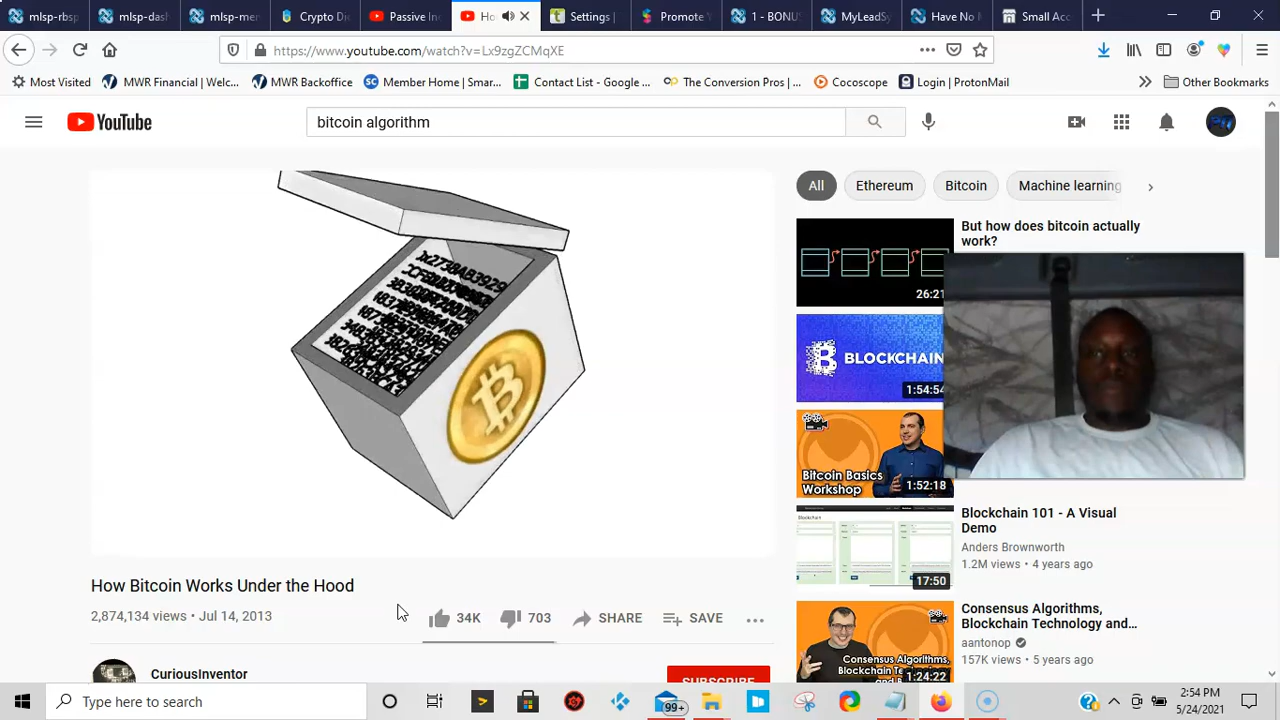 mlsp-rbsp
mlsp-dash
mlsp-mer
Crypto Di
Passive In
Ho
Settings |
Promote Y
1 - BONUS
MyLeadSy
Have No M
Small Acc
https://www.youtube.com/watch?v=Lx9zgZCMqXE
Most Visited
MWR Financial | Welc...
MWR Backoffice
Member Home | Smar...
Contact List - Google ...
The Conversion Pros | ...
Cocoscope
Login | ProtonMail
Other Bookmarks
YouTube
bitcoin algorithm
All
Ethereum
Bitcoin
Machine learning
But how does bitcoin actually
work?
26:21
BLOCKCHAIN
1:54:54
Bitcoin Basics
Workshop
1:52:18
Blockchain 101 - A Visual
Demo
Anders Brownworth
1.2M views • 4 years ago
17:50
Consensus Algorithms,
Blockchain Technology and...
aantonop
157K views • 5 years ago
Consensus Algorithms,
1:24:22
How Bitcoin Works Under the Hood
2,874,134 views • Jul 14, 2013
34K
703
SHARE
SAVE
CuriousInventor
SUBSCRIBE
Type here to search
99+
2:54 PM
5/24/2021